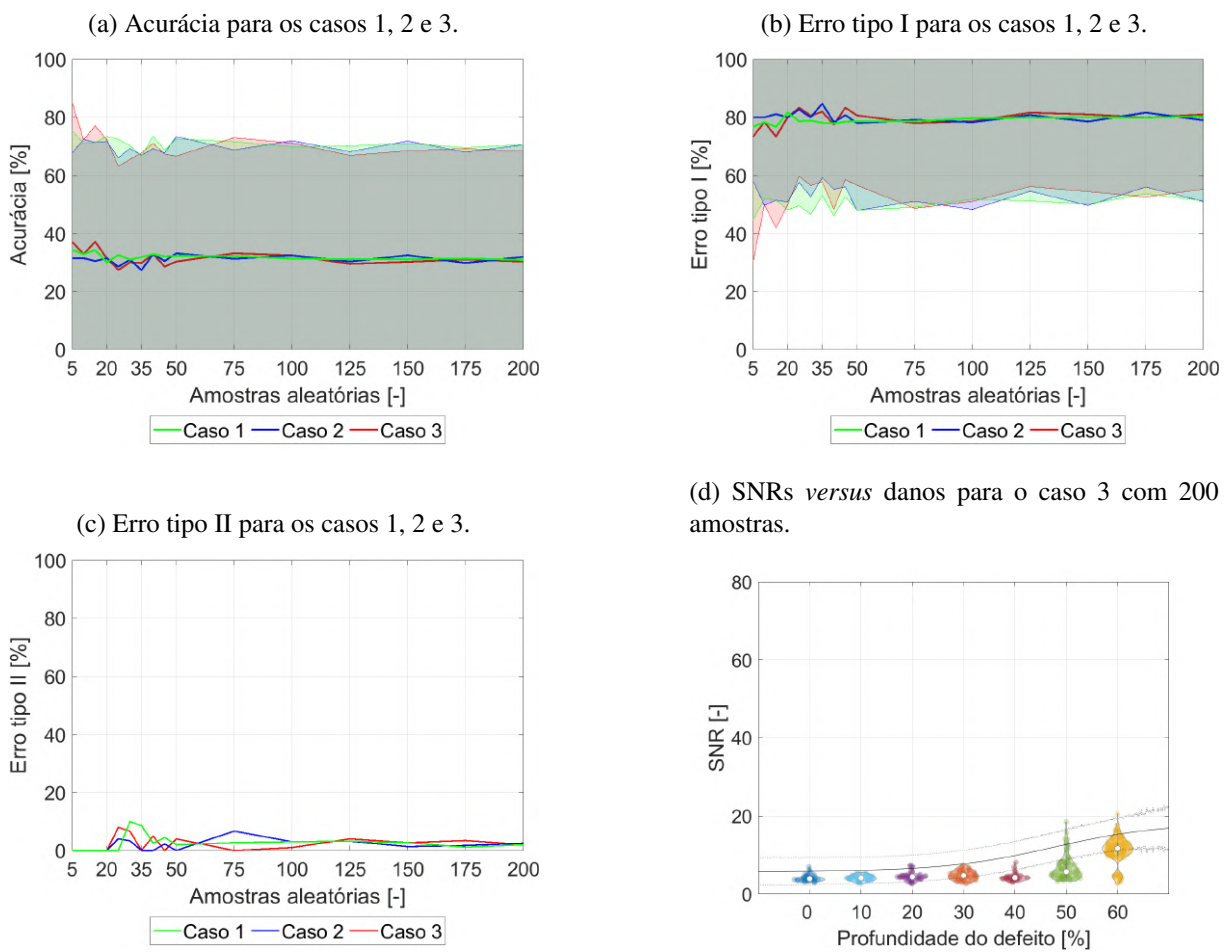 (a) Acurácia para os casos 1, 2 e 3.
100
80
60
40
20
0
Acurácia [%]
5 20 35 50 75 100 125 150 175 200
Amostras aleatórias [-]
Caso 1 Caso 2 Caso 3
(b) Erro tipo I para os casos 1, 2 e 3.
100
80
60
40
20
0
Erro tipo I [%]
5 20 35 50 75 100 125 150 175 200
Amostras aleatórias [-]
Caso 1 Caso 2 Caso 3
(c) Erro tipo II para os casos 1, 2 e 3.
100
80
60
40
20
0
Erro tipo II [%]
5 20 35 50 75 100 125 150 175 200
Amostras aleatórias [-]
Caso 1 Caso 2 Caso 3
(d) SNRs versus danos para o caso 3 com 200
amostras.
80
60
40
20
0
SNR [-]
0 10 20 30 40 50 60
Profundidade do defeito [%]